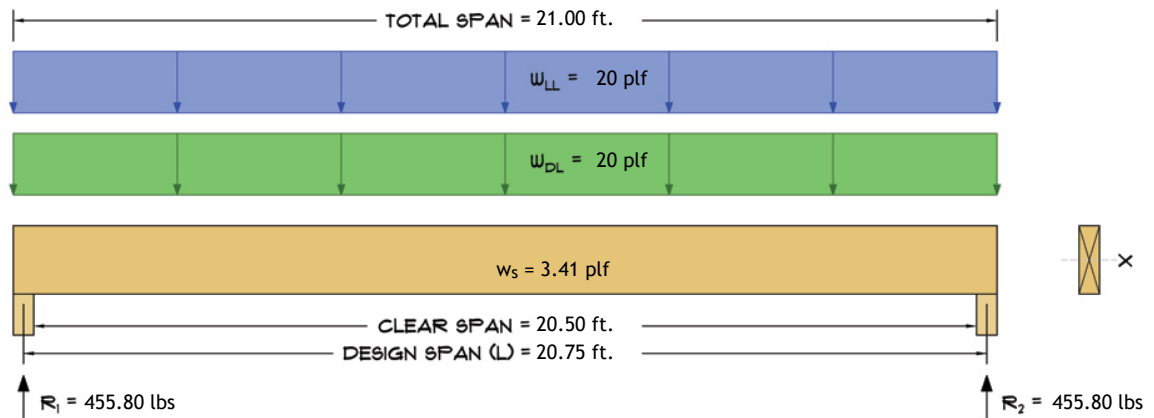 TOTAL SPAN = 21.00 ft.
WLL = 20 plf
WDL = 20 plf
ws = 3.41 plf
X
CLEAR SPAN = 20.50 ft.
DESIGN SPAN (L) = 20.75 ft.
R1 = 455.80 lbs
R2 = 455.80 lbs